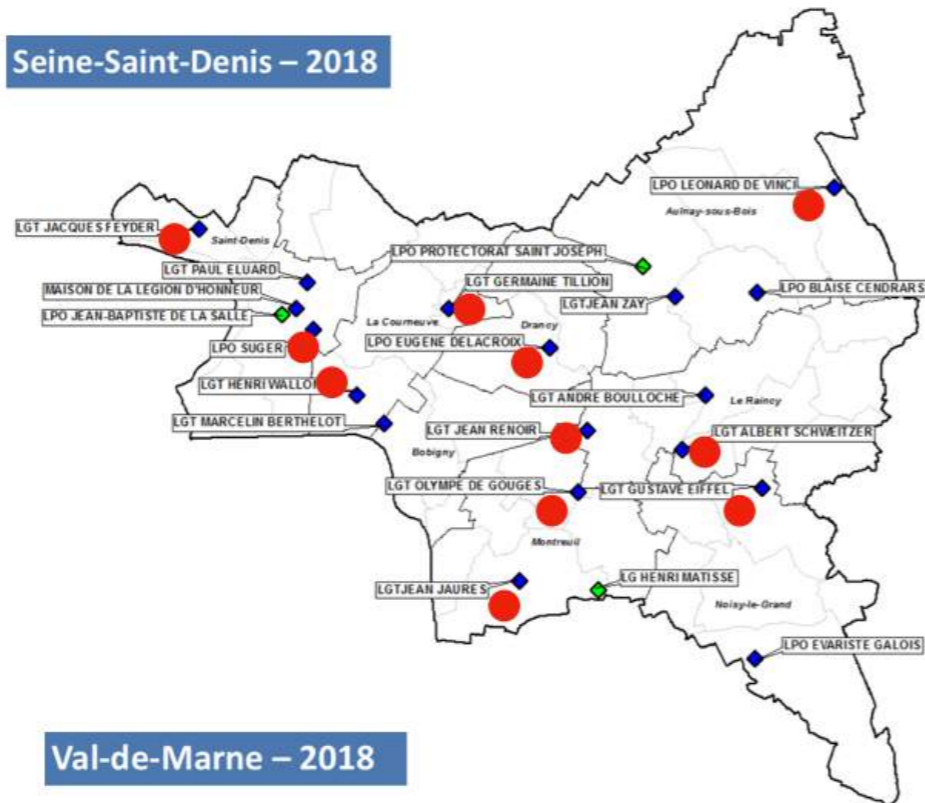 Seine-Saint-Denis – 2018
LPO LEONARD DE VINCI
Aulnay-sous-Bois
LGT JACQUES FEYDER
Saint-Denis
LPO PROTECTORAT SAINT JOSEPH
LGT PAUL ELUARD
LGT GERMAINE TILLION
MAISON DE LA LEGION D'HONNEUR
LGTJEAN ZAY
LPO BLAISE CENDRARS
LPO JEAN-BAPTISTE DE LA SALLE
La Courneuve
Drancy
LPO EUGENE DELACROIX
LPO SUGER
LGT HENRI WALLO
LGT ANDRE BOULLOCHE
Le Raincy
LGT MARCELIN BERTHELOT
LGT JEAN RENOIR
LGT ALBERT SCHWEITZER
Bobigny
LGT OLYMPE DE GOUGES
LGT GUSTAVE EIFFEL
Montreuil
LGTJEAN JAURES
LG HENRI MATISSE
Noisy-le-Grand
LPO EVARISTE GALOIS
Val-de-Marne – 2018